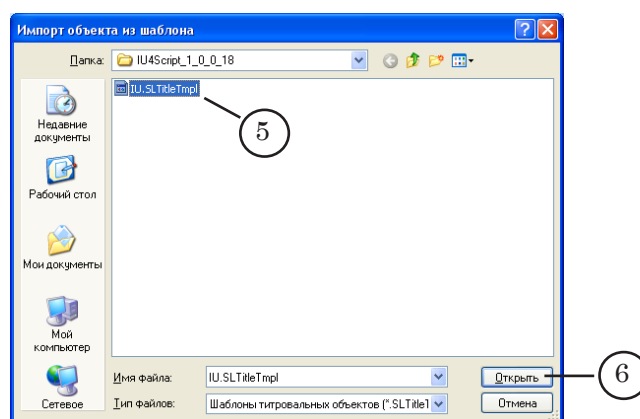 Импорт объекта из шаблона
Папка: IU4Script_1_0_0_18
IU.SLTitleTmpl
5
Недавние документы
Рабочий стол
Мои документы
Мой компьютер
Сетевое
Имя файла: IU.SLTitleTmpl Открыть 6
Тип файлов: Шаблоны титровальных объектов (*.SLTitleT Отмена